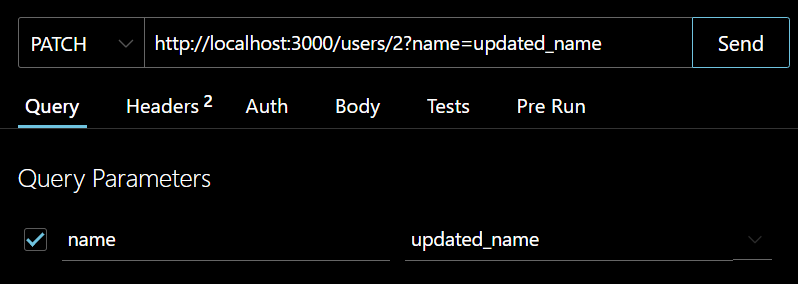 PATCH http://localhost:3000/users/2?name=updated_name Send
Query Headers 2 Auth Body Tests Pre Run
Query Parameters
name updated_name